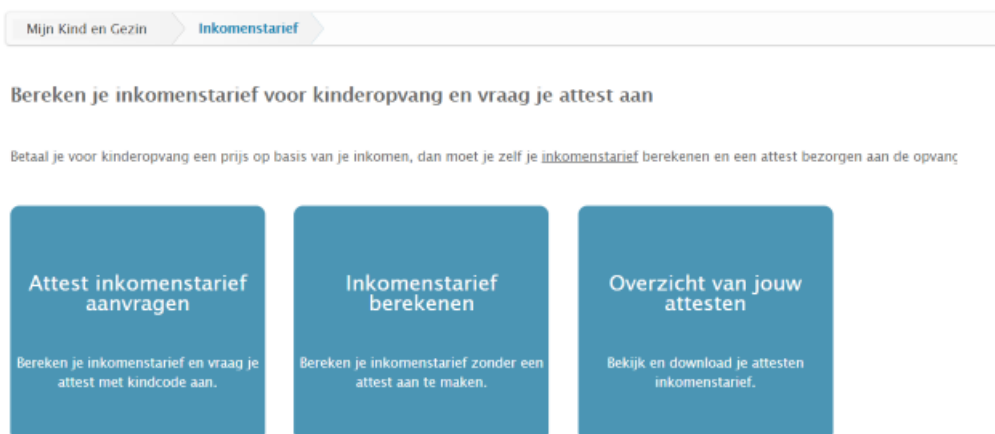 Mijn Kind en Gezin
Inkomenstarief
Bereken je inkomenstarief voor kinderopvang en vraag je attest aan
Betaal je voor kinderopvang een prijs op basis van je inkomen, dan moet je zelf je inkomenstarief berekenen en een attest bezorgen aan de
Attest inkomenstarief
aanvragen
Bereken je inkomenstarief en vraag je
attest met kindcode aan.
Inkomenstarief
berekenen
Bereken je inkomenstarief zonder een
attest aan te maken.
Overzicht van jouw
attesten
Bekijk en download je attesten
inkomenstarief.